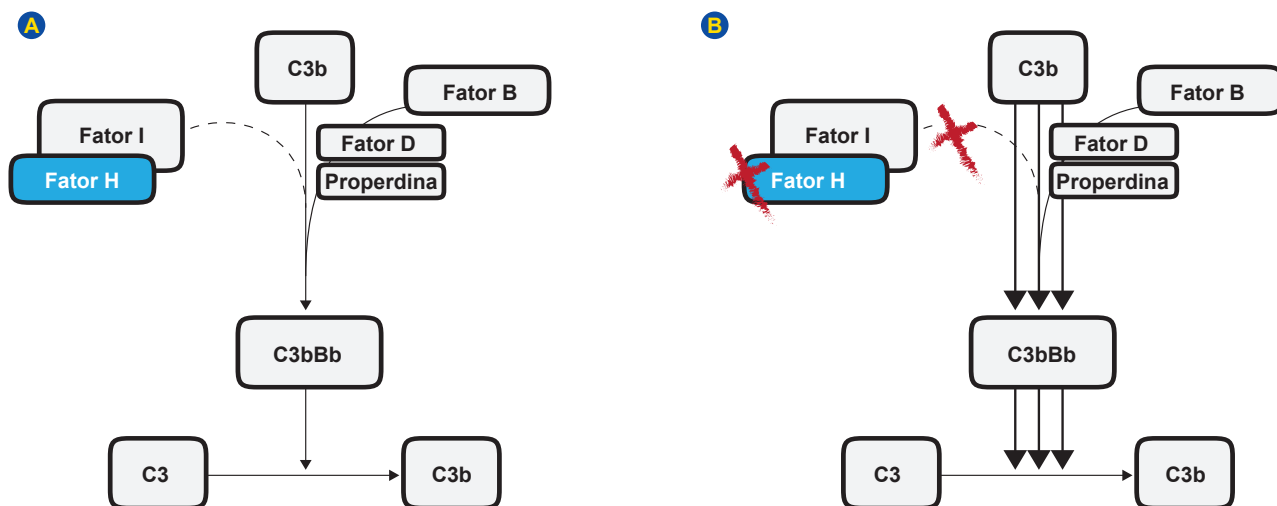 A
C3b
Fator B
Fator I
Fator D
Fator H
Properdina
C3bBb
C3
C3b
B
C3b
Fator B
Fator I
Fator D
Fator H
Properdina
C3bBb
C3
C3b